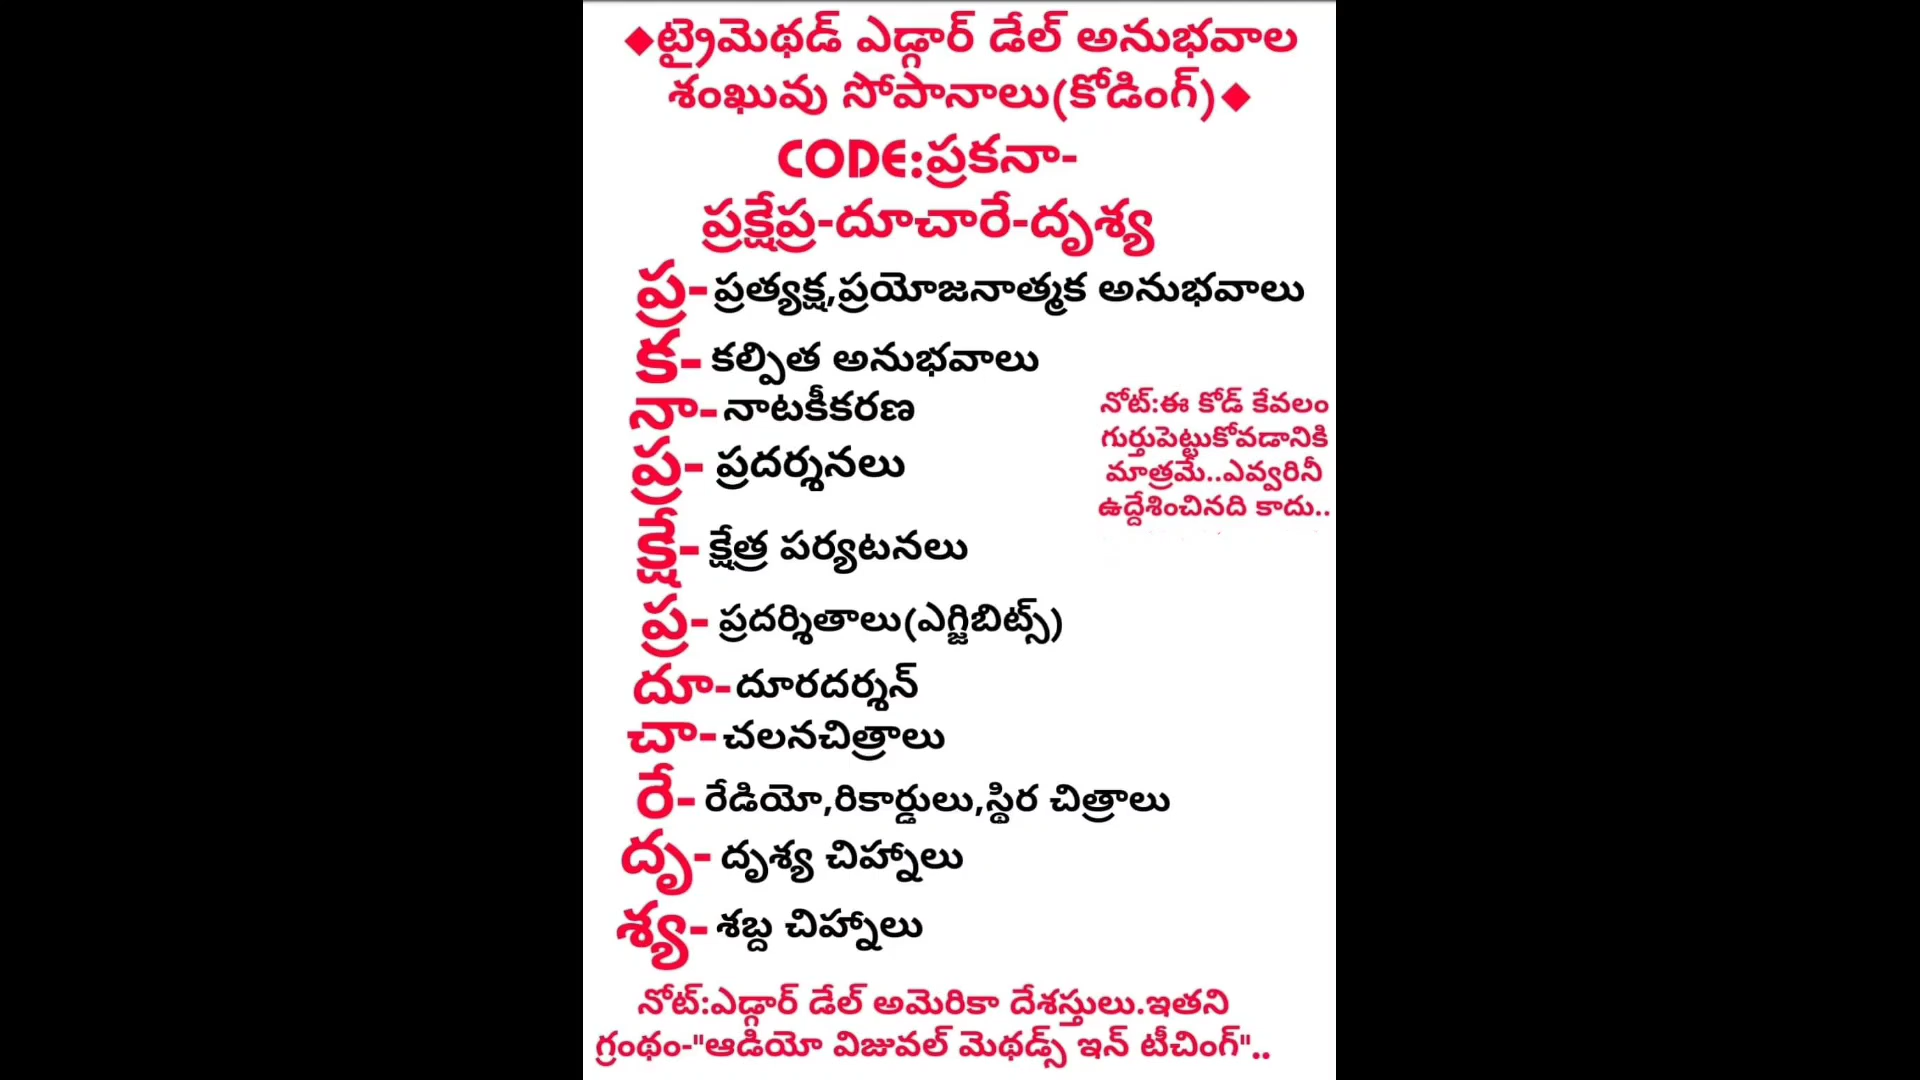 ◆ట్రైమెథడ్ ఎడ్గార్ డేల్ అనుభవాల
శంఖువు సోపానాలు(కోడింగ్)◆
CODE:ప్రకనా-
ప్రక్షేప్ర-దూచారే-దృశ్య
ప్ర-ప్రత్యక్ష,ప్రయోజనాత్మక అనుభవాలు
క- కల్పిత అనుభవాలు
నా-నాటకీకరణ
ప్ర- ప్రదర్శనలు
క్షే- క్షేత్ర పర్యటనలు
ప్ర- ప్రదర్శితాలు(ఎగ్జిబిట్స్)
దూ-దూరదర్శన్
చా-చలనచిత్రాలు
రే- రేడియో,రికార్డులు,స్థిర చిత్రాలు
దృ- దృశ్య చిహ్నాలు
శ్య- శబ్ద చిహ్నాలు
నోట్:ఈ కోడ్ కేవలం
గుర్తుపెట్టుకోవడానికి
మాత్రమే..ఎవ్వరినీ
ఉద్దేశించినది కాదు..
నోట్:ఎడ్గార్ డేల్ అమెరికా దేశస్తులు.ఇతని
గ్రంథం-"ఆడియో విజువల్ మెథడ్స్ ఇన్ టీచింగ్"..